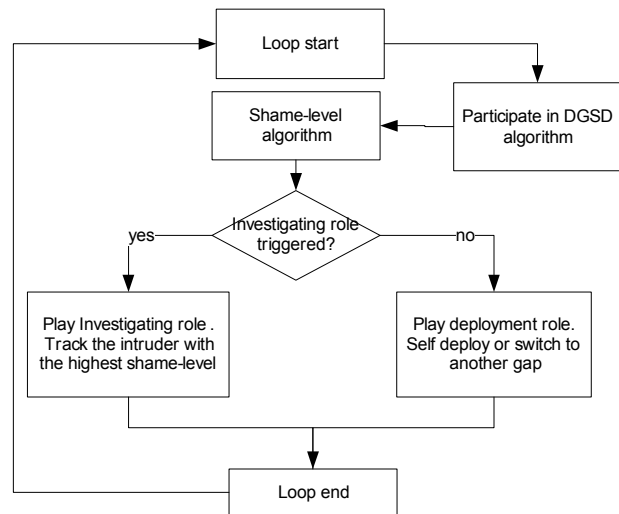 Loop start
Participate in DGSD
algorithm
Shame-level
algorithm
Investigating role
triggered?
yes
no
Play Investigating role .
Track the intruder with
the highest shame-level
Play deployment role.
Self deploy or switch to
another gap
Loop end